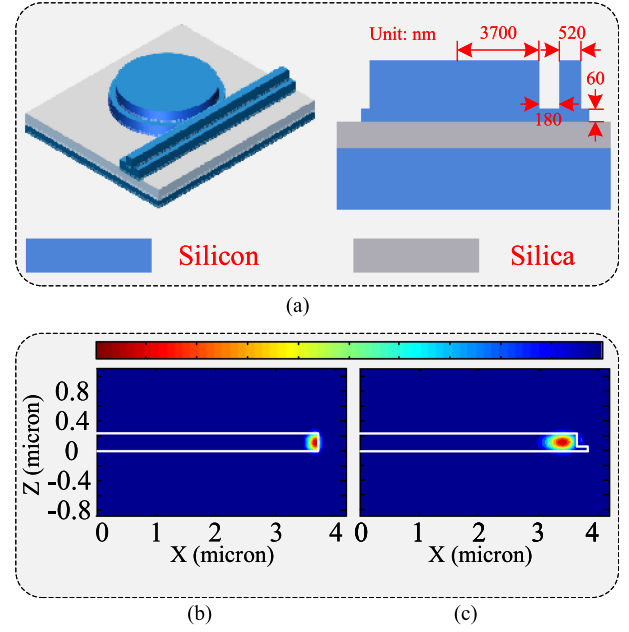 Unit: nm
3700
520
60
180
Silicon
Silica
(a)
0.8
0.4
0
-0.4
-0.8
Z (micron)
0 1 2 3 4
X (micron)
0 1 2 3 4
X (micron)
(b)
(c)